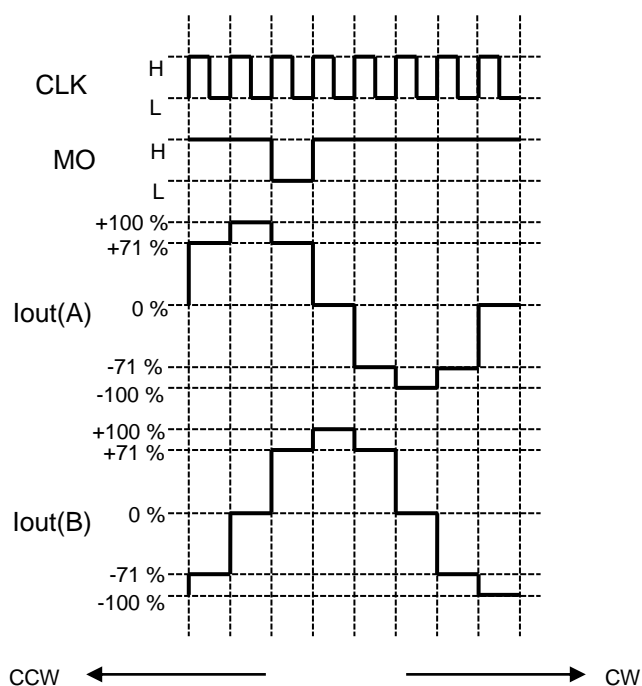 CLK
H
L
MO
H
L
+100 %
+71 %
Iout(A)
0 %
-71 %
-100 %
+100 %
+71 %
Iout(B)
0 %
-71 %
-100 %
CCW
CW